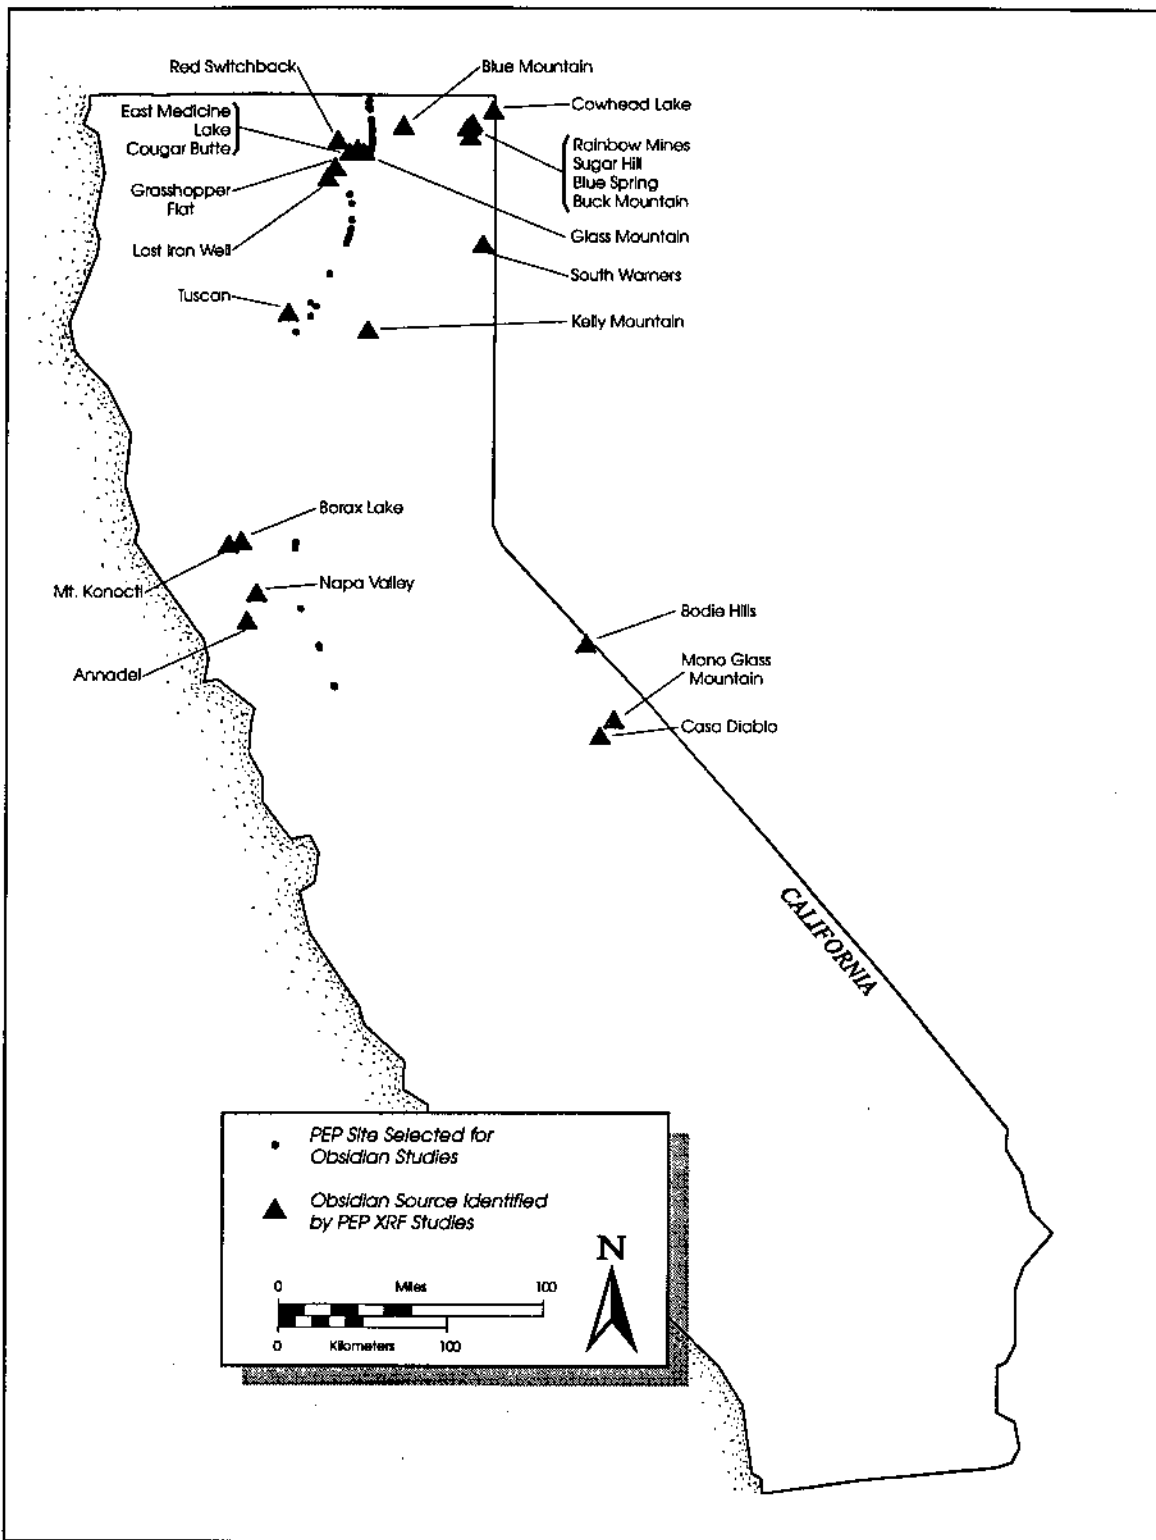 Red Switchback
Blue Mountain
Cowhead Lake
East Medicine
Lake
Cougar Butte
Rainbow Mines
Sugar Hill
Blue Spring
Buck Mountain
Grasshopper
Flat
Glass Mountain
Lost Iron Well
South Warners
Tuscan
Kelly Mountain
Borax Lake
Mt. Konocti
Napa Valley
Annadel
Bodie Hills
Mono Glass
Mountain
Casa Diablo
CALIFORNIA
PEP Site Selected for
Obsidian Studies
Obsidian Source Identified
by PEP XRF Studies
N
0 Miles 100
0 Kilometers 100